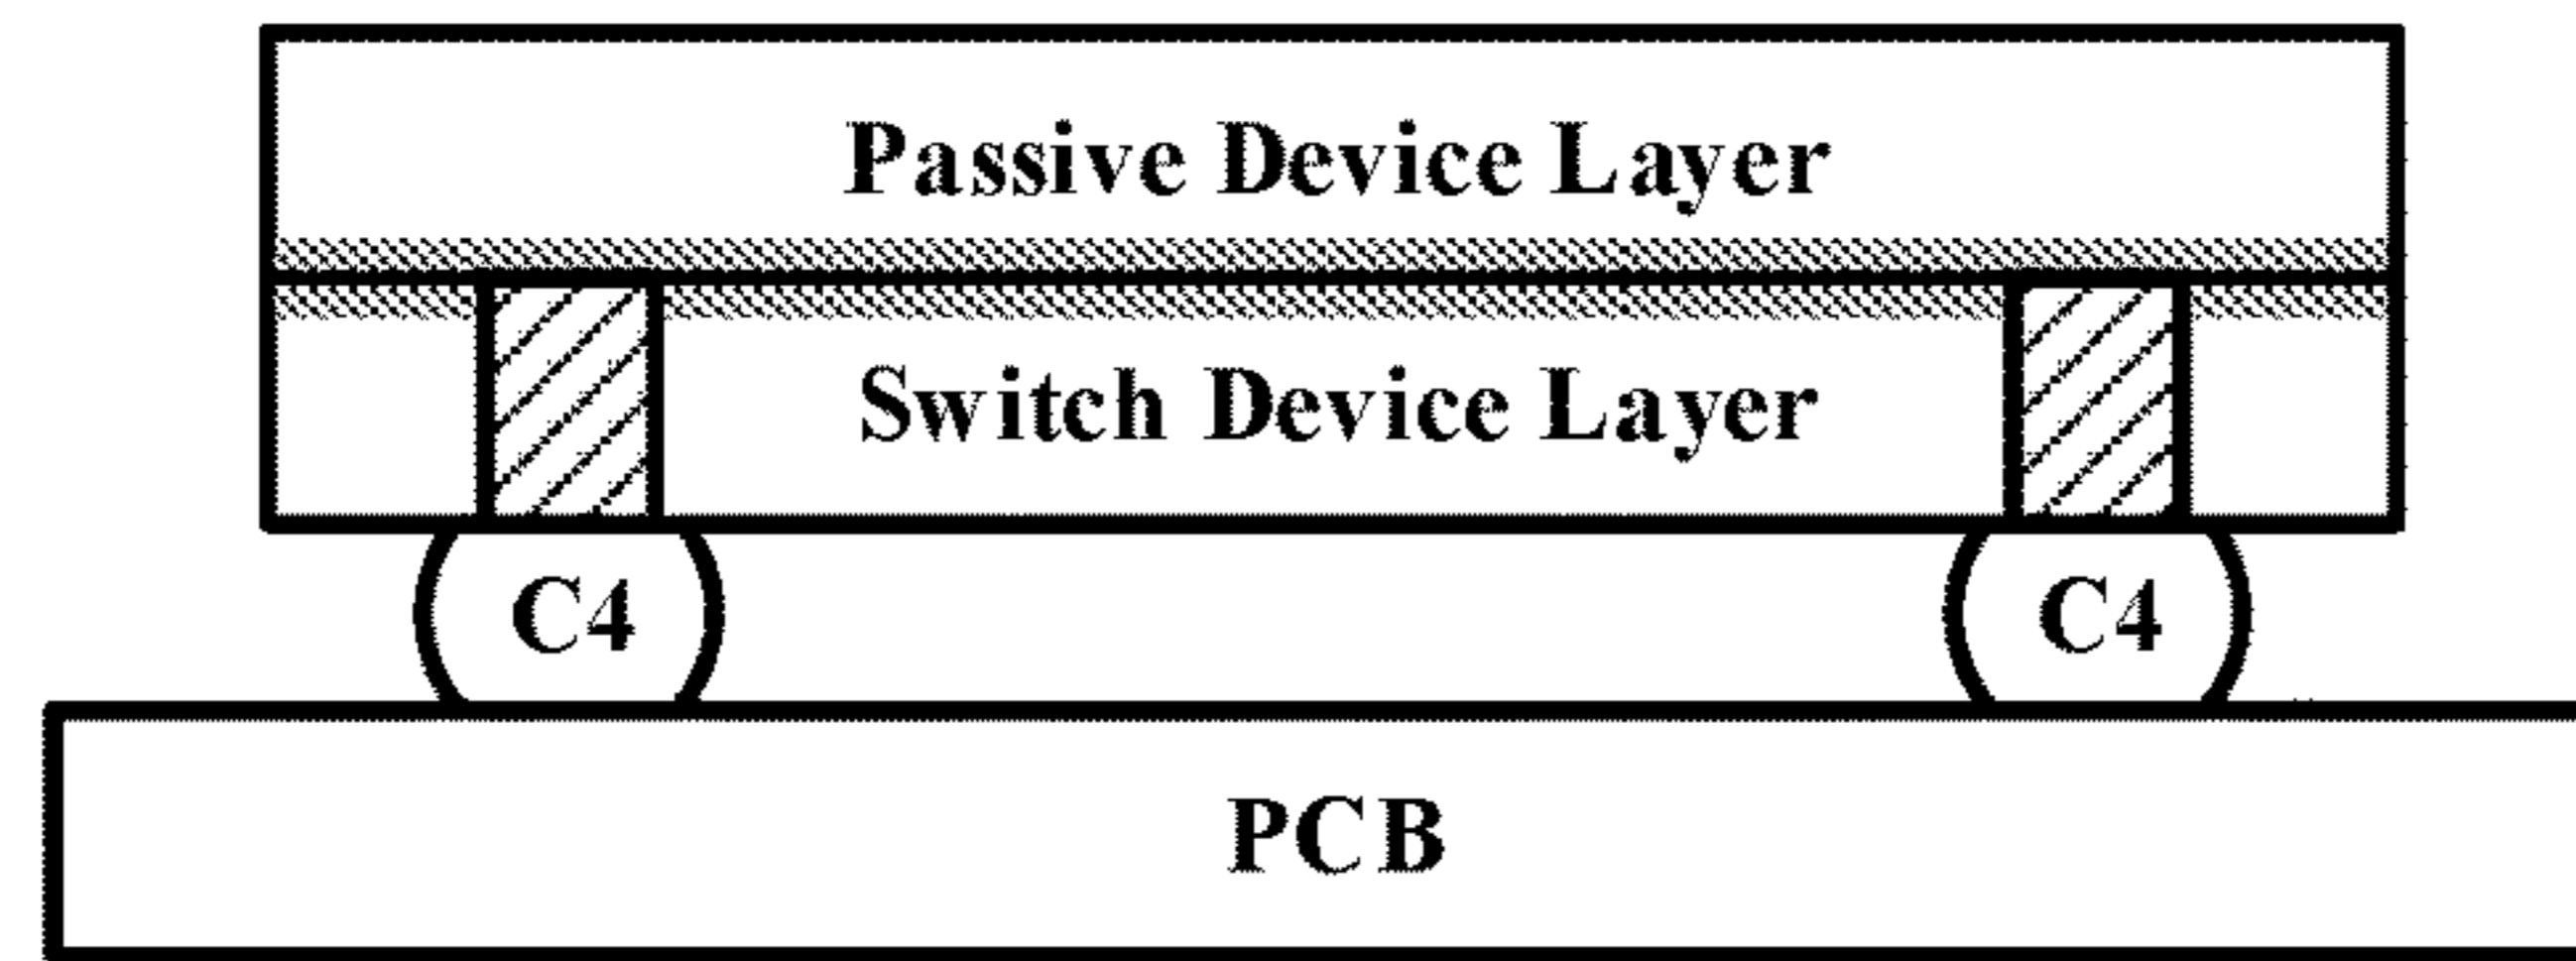 Passive Device Layer
Switch Device Layer
C4 C4
PCB